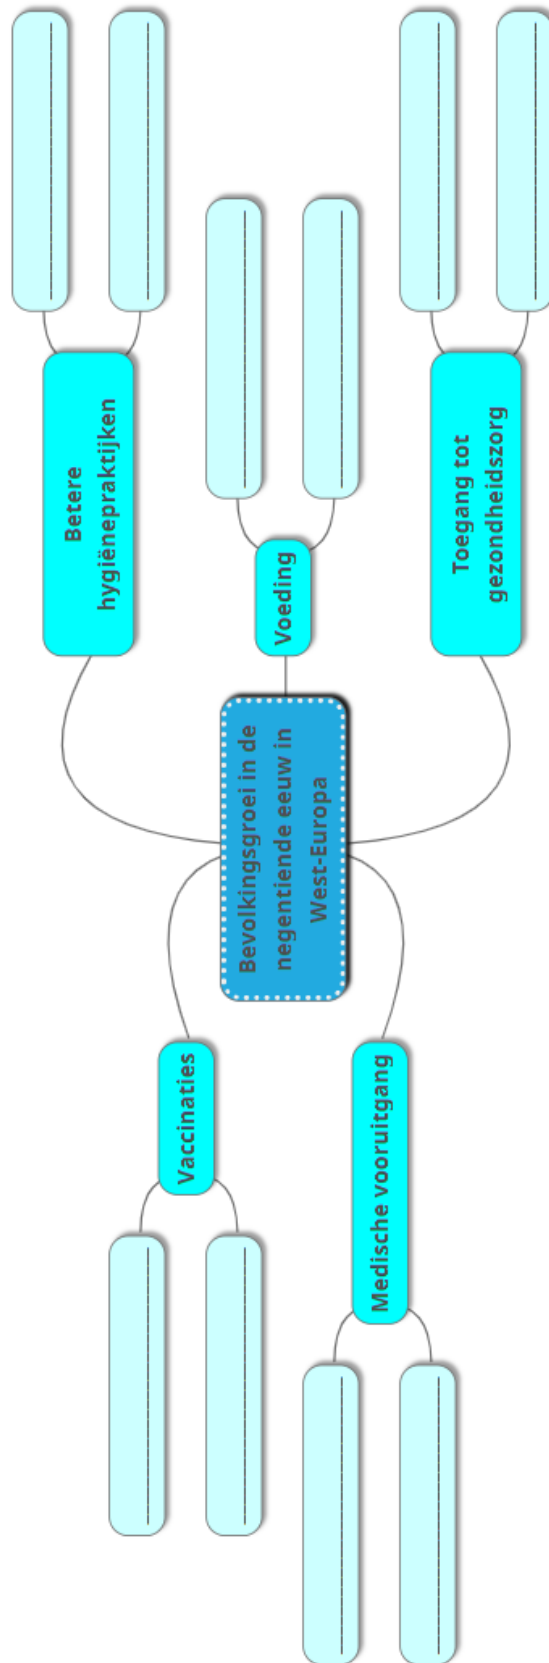 Bevolkingsgroei in de
negentiende eeuw in
West-Europa
Betere
hygiënepraktijken
Voeding
Toegang tot
gezondheidszorg
Vaccinaties
Medische vooruitgang